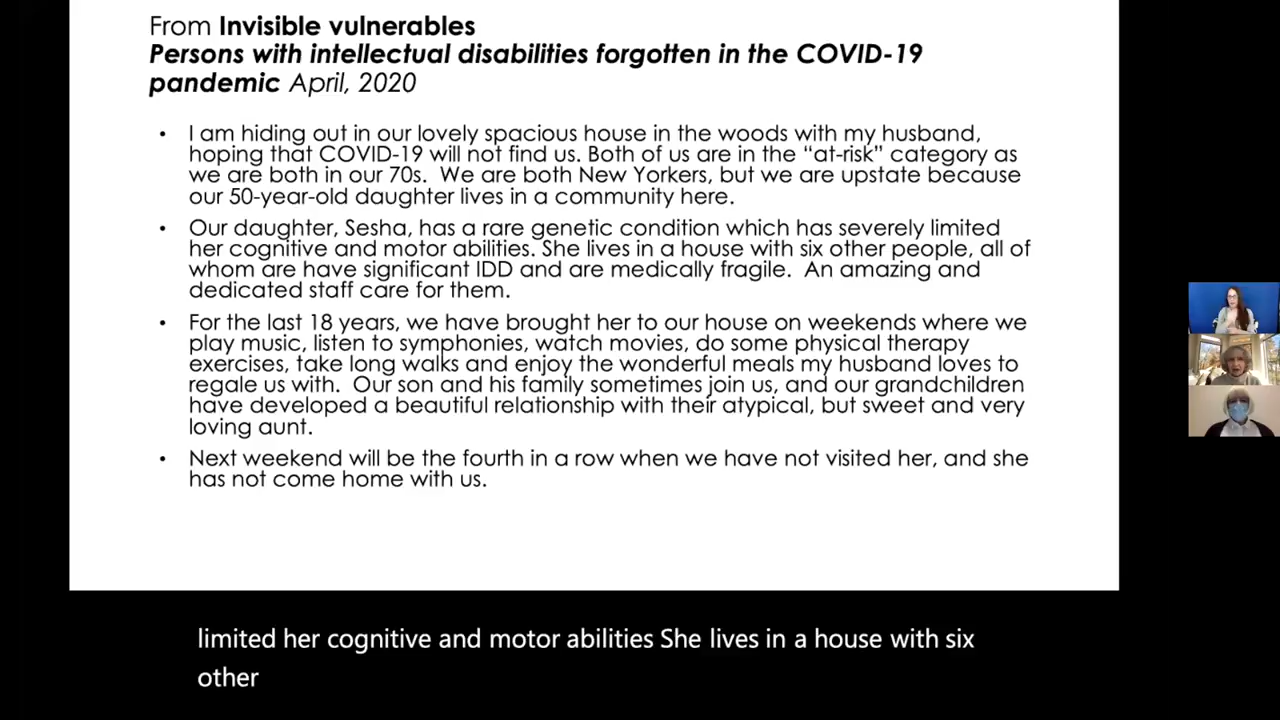 From Invisible vulnerables
Persons with intellectual disabilities forgotten in the COVID-19
pandemic April, 2020
• I am hiding out in our lovely spacious house in the woods with my husband,
hoping that COVID-19 will not find us. Both of us are in the “at-risk” category as
we are both in our 70s. We are both New Yorkers, but we are upstate because
our 50-year-old daughter lives in a community here.
• Our daughter, Sesha, has a rare genetic condition which has severely limited
her cognitive and motor abilities. She lives in a house with six other people, all of
whom are have significant IDD and are medically fragile. An amazing and
dedicated staff care for them.
• For the last 18 years, we have brought her to our house on weekends where we
play music, listen to symphonies, watch movies, do some physical therapy
exercises, take long walks and enjoy the wonderful meals my husband loves to
regale us with. Our son and his family sometimes join us, and our grandchildren
have developed a beautiful relationship with their atypical, but sweet and very
loving aunt.
• Next weekend will be the fourth in a row when we have not visited her, and she
has not come home with us.
limited her cognitive and motor abilities She lives in a house with six
other